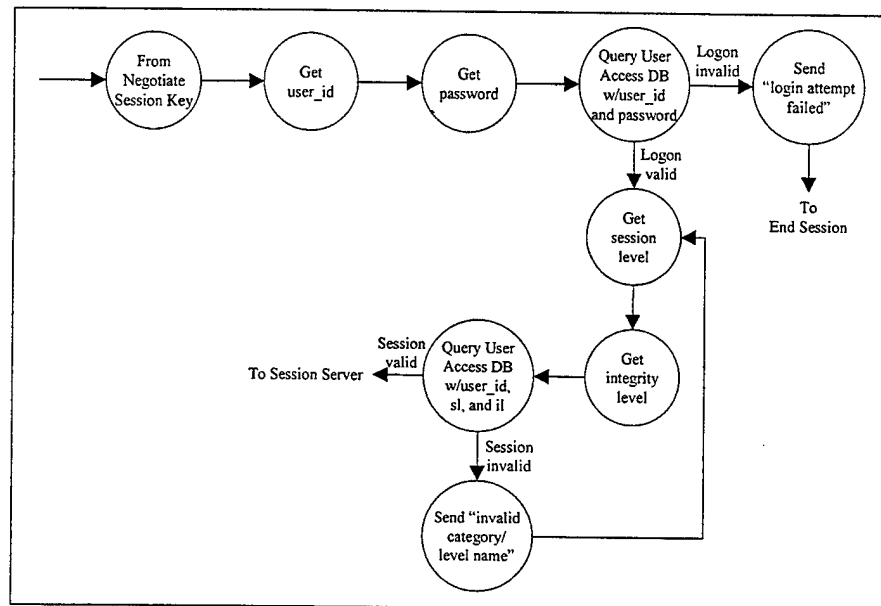 From
Negotiate
Session Key
Get
user_id
Get
password
Query User
Access DB
w/user_id
and password
Logon
invalid
Send
“login attempt
failed”
Logon
valid
To
End Session
Get
session
level
Get
integrity
level
Query User
Access DB
w/user_id,
sl, and il
Session
valid
To Session Server
Session
invalid
Send “invalid
category/
level name”